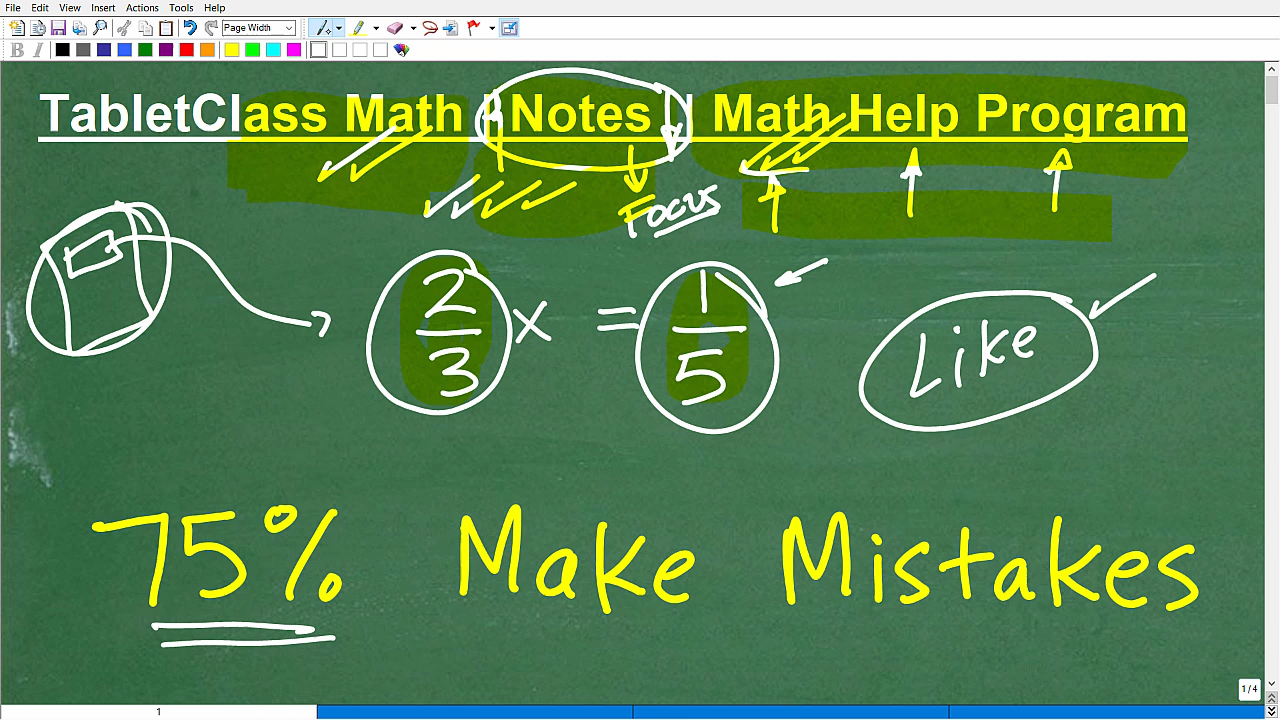 File Edit View Insert Actions Tools Help
Page Width
B I
TabletClass Math | Notes | Math Help Program
Focus
2/3 x = 1/5
Like
75% Make Mistakes
1/4
1